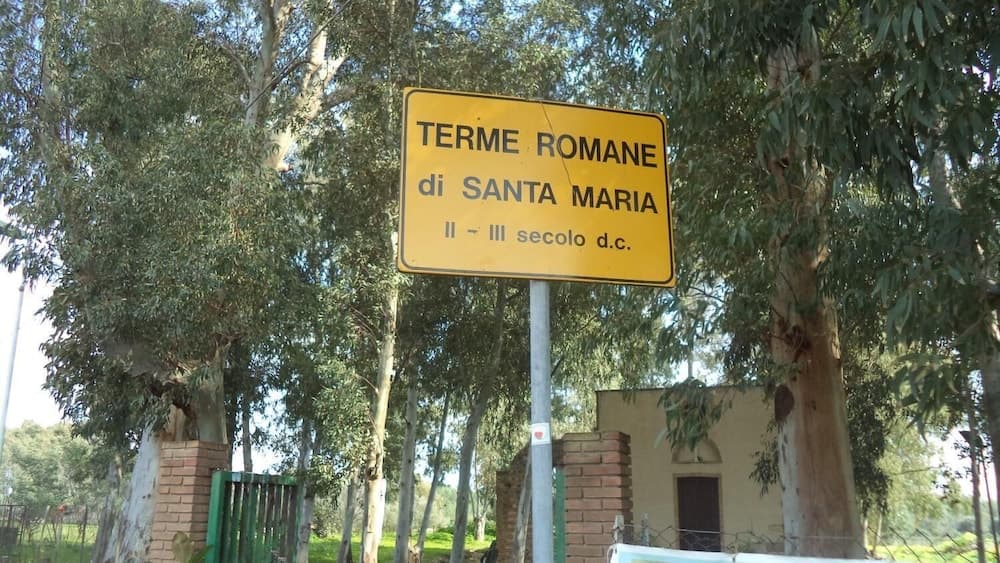 TERME ROMANE
di SANTA MARIA
II - III secolo d.c.